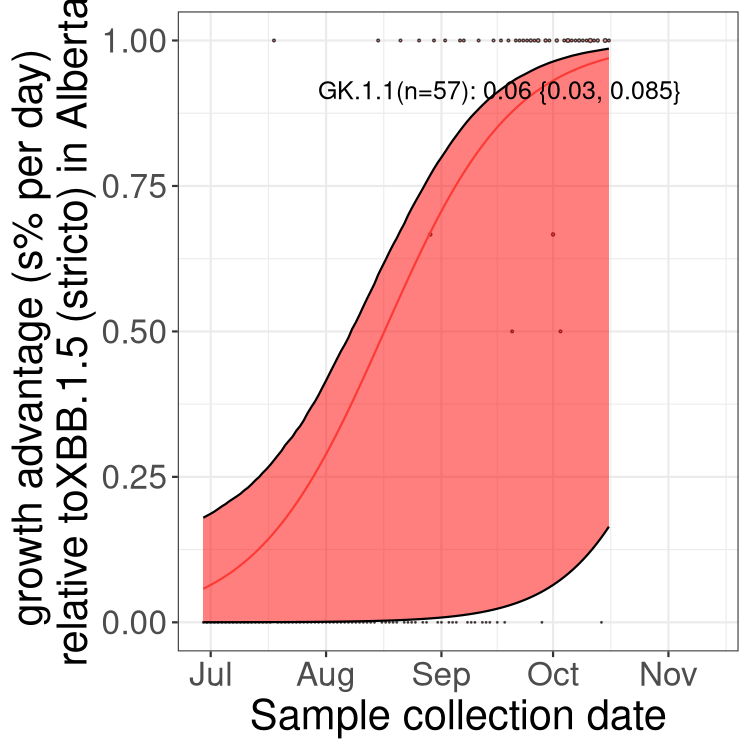 growth advantage (s% per day)
relative toXBB.1.5 (stricto) in Alberta
1.00
0.75
0.50
0.25
0.00
GK.1.1(n=57): 0.06 {0.03, 0.085}
Jul Aug Sep Oct Nov
Sample collection date